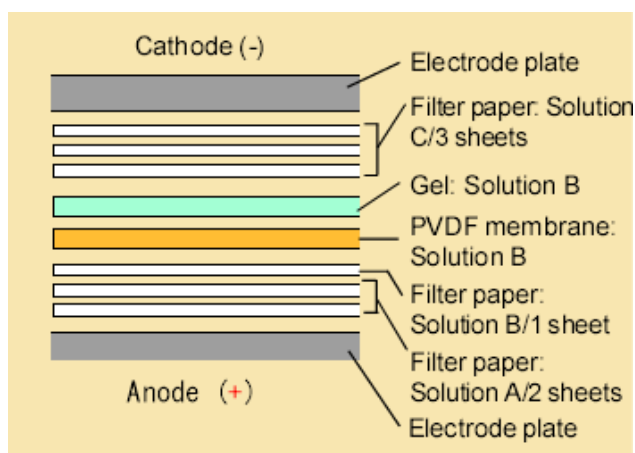 Cathode (-)
Electrode plate
Filter paper: Solution
C/3 sheets
Gel: Solution B
PVDF membrane:
Solution B
Filter paper:
Solution B/1 sheet
Filter paper:
Solution A/2 sheets
Anode (+)
Electrode plate